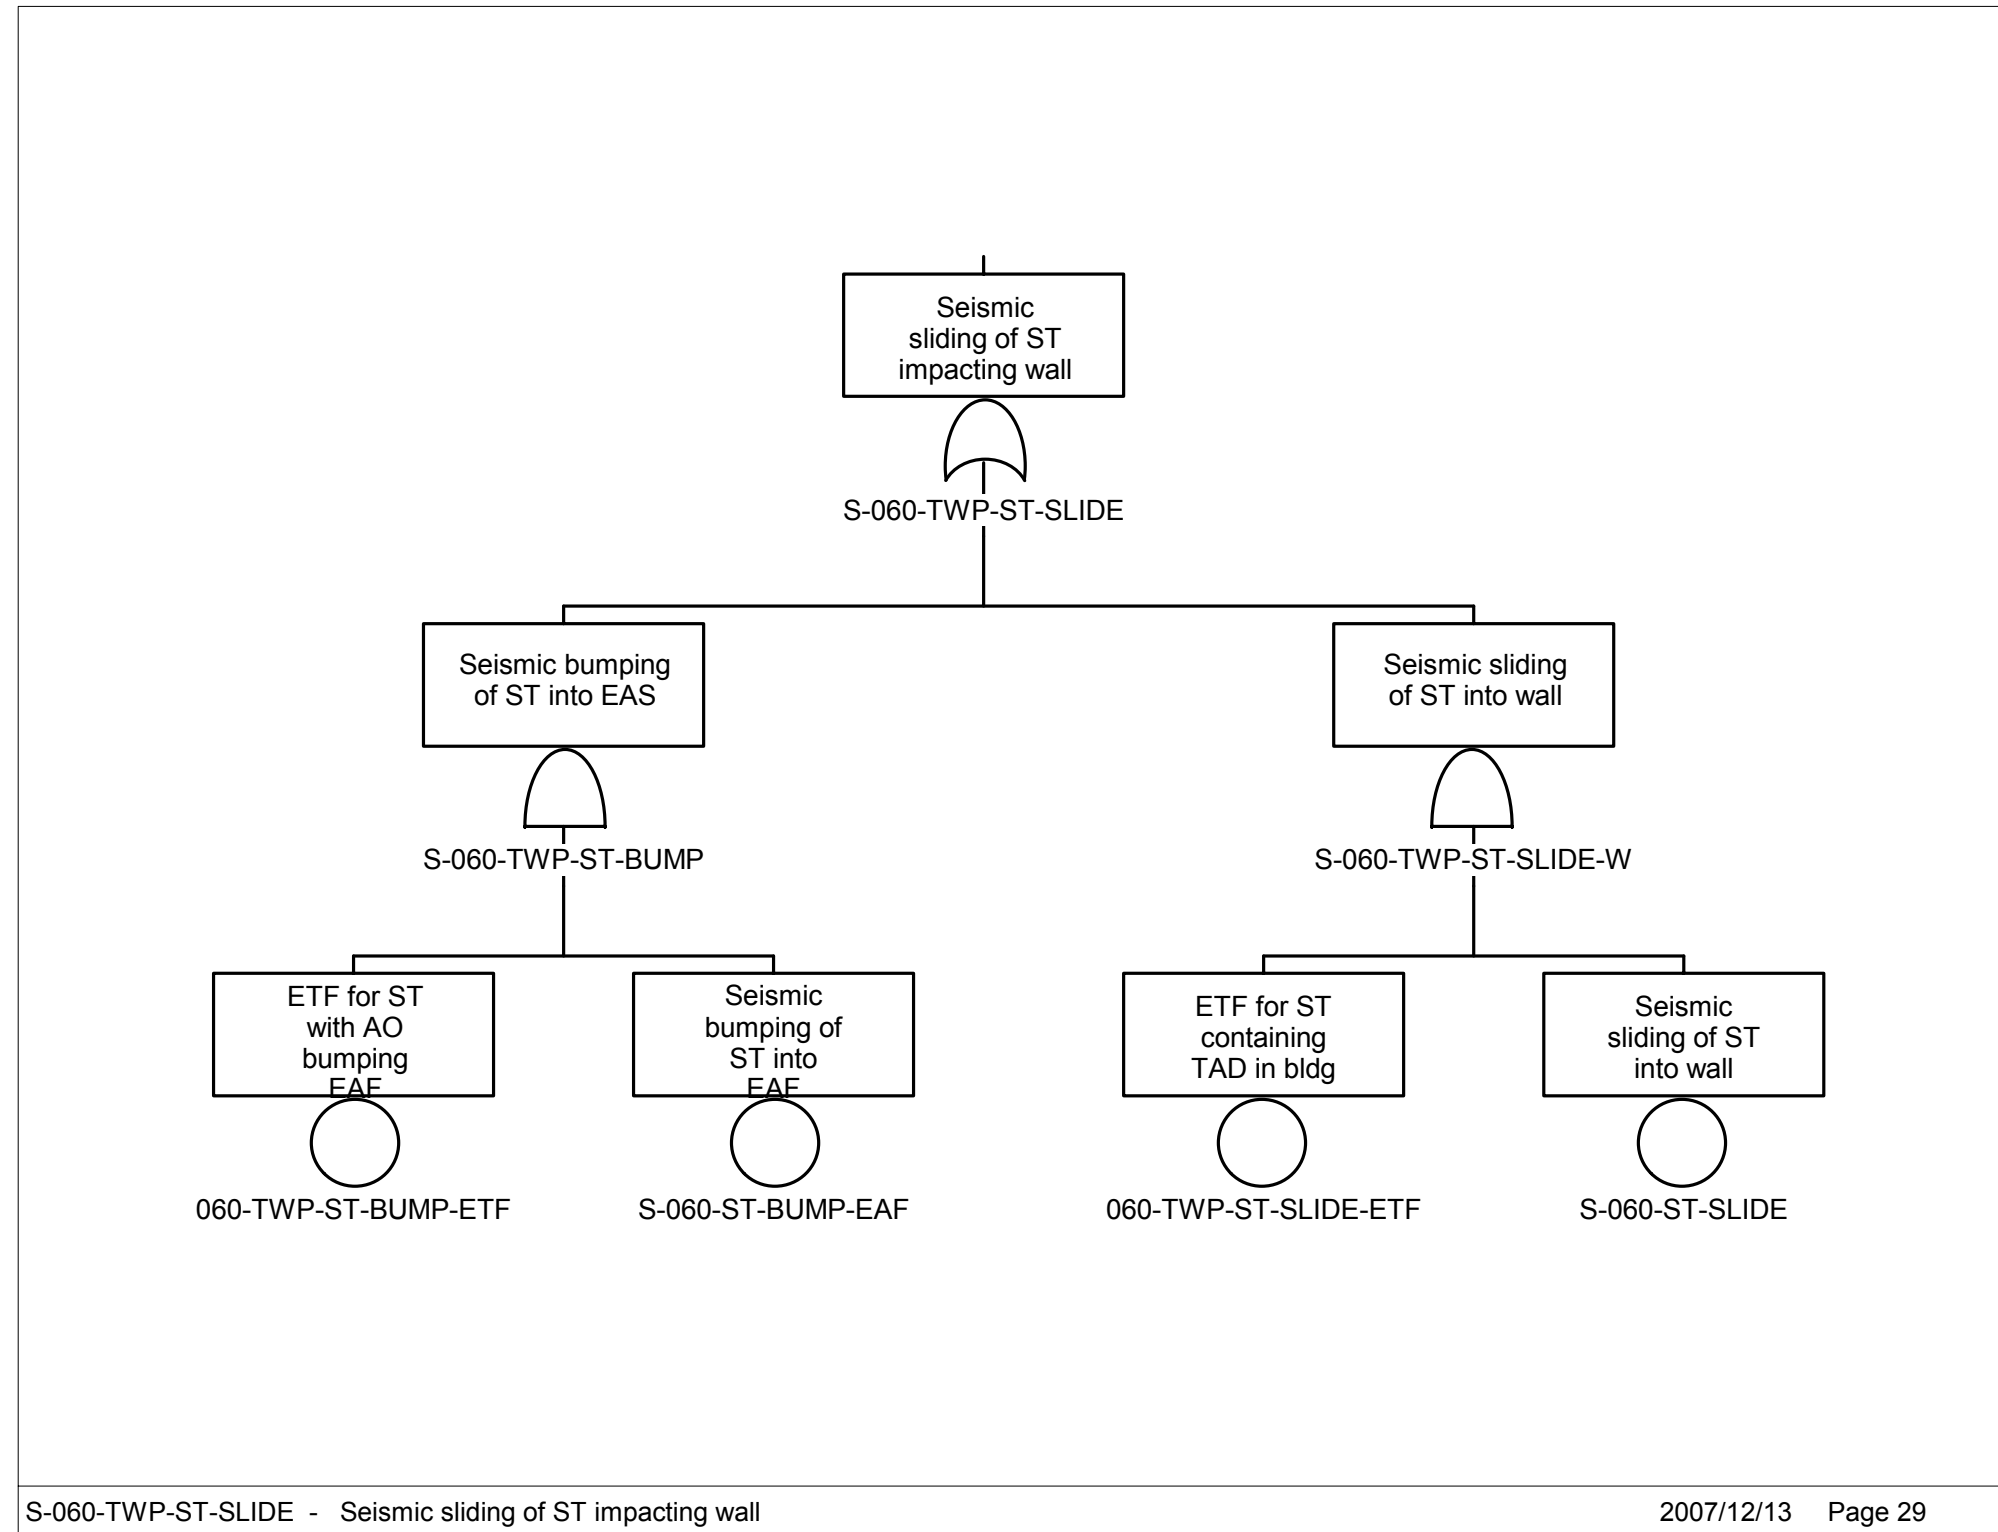 Seismic
sliding of ST
impacting wall
S-060-TWP-ST-SLIDE
Seismic bumping
of ST into EAS
S-060-TWP-ST-BUMP
Seismic sliding
of ST into wall
S-060-TWP-ST-SLIDE-W
ETF for ST
with AO
bumping
EAF
060-TWP-ST-BUMP-ETF
Seismic
bumping of
ST into
EAF
S-060-ST-BUMP-EAF
ETF for ST
containing
TAD in bldg
060-TWP-ST-SLIDE-ETF
Seismic
sliding of ST
into wall
S-060-ST-SLIDE
S-060-TWP-ST-SLIDE - Seismic sliding of ST impacting wall
2007/12/13 Page 29